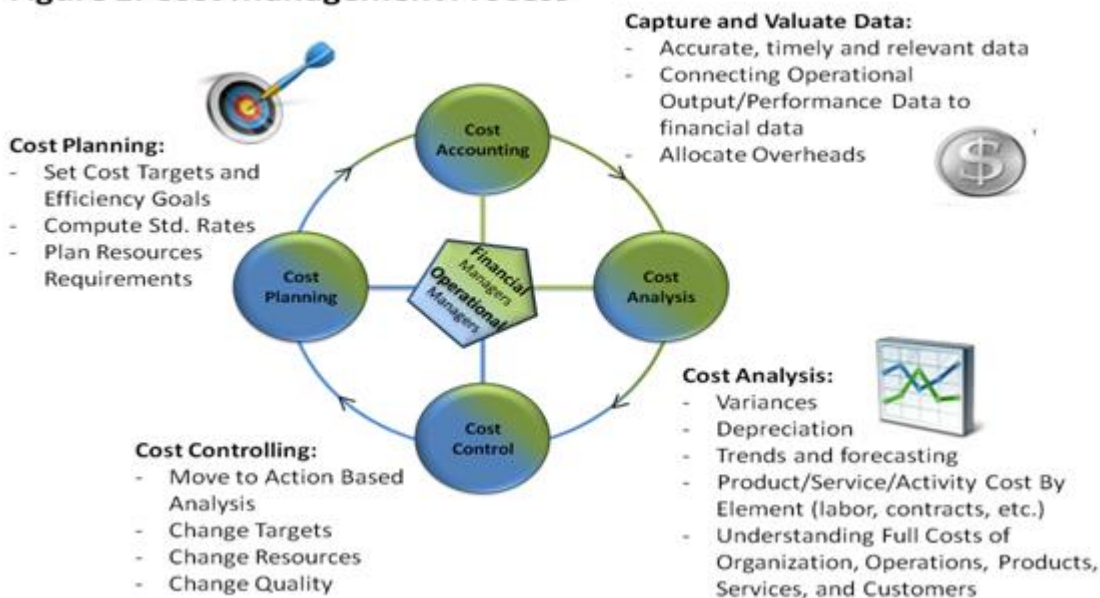 Figure Cost Management Process
Capture and Valuate Data:
- Accurate, timely and relevant data
- Connecting Operational
Output/Performance Data to
financial data
- Allocate Overheads
Cost Planning:
- Set Cost Targets and
Efficiency Goals
- Compute Std. Rates
- Plan Resources
Requirements
Cost
Accounting
Cost
Planning
Financial
Managers
Operational
Managers
Cost
Analysis
Cost
Control
Cost Analysis:
- Variances
- Depreciation
- Trends and forecasting
- Product/Service/Activity Cost By
Element (labor, contracts, etc.)
- Understanding Full Costs of
Organization, Operations, Products,
Services, and Customers
Cost Controlling:
- Move to Action Based
Analysis
- Change Targets
- Change Resources
- Change Quality